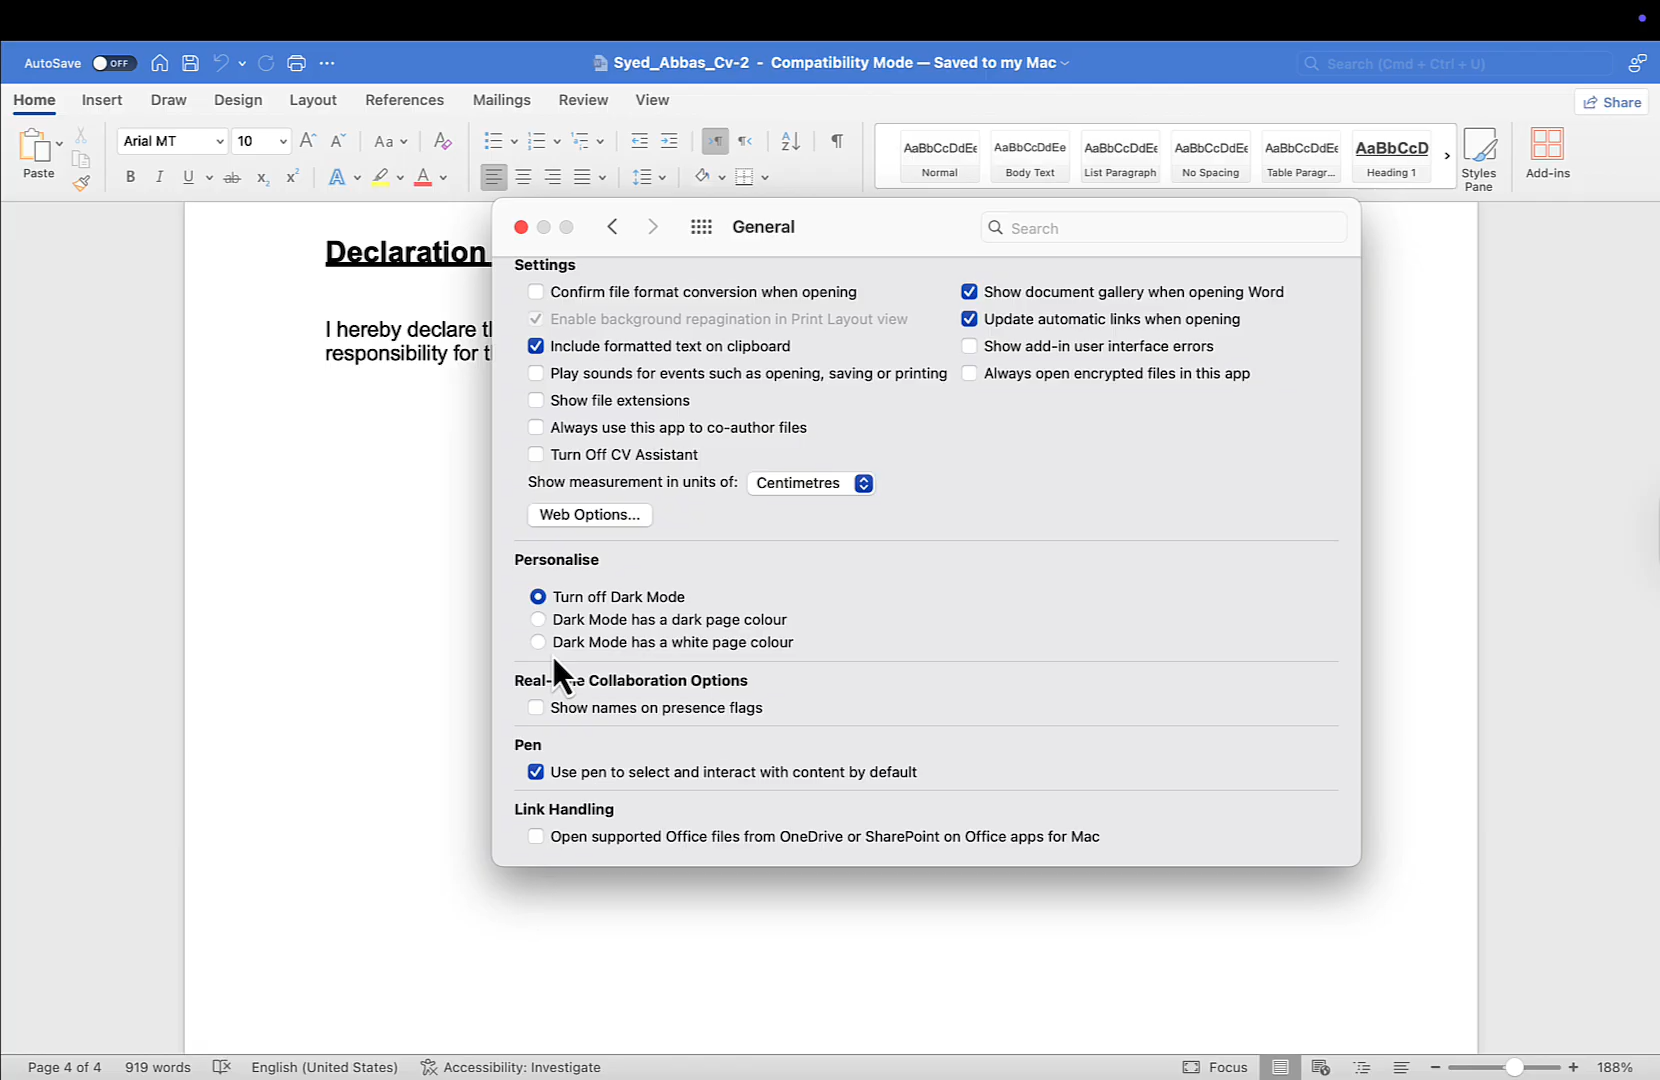 AutoSave OFF
Syed_Abbas_Cv-2 - Compatibility Mode — Saved to my Mac
Search (Cmd + Ctrl + U)
Home Insert Draw Design Layout References Mailings Review View
Share
Paste
Arial MT 10
Aa
B I U ab x₂ x²
AaBbCcDdEe AaBbCcDdEe AaBbCcDdEe AaBbCcDdEe AaBbCcDdEe AaBbCcD
Normal Body Text List Paragraph No Spacing Table Paragr... Heading 1
Styles
Pane
Add-ins
Declaration
I hereby declare
responsibility for
General
Search
Settings
Confirm file format conversion when opening
Show document gallery when opening Word
Enable background repagination in Print Layout view
Update automatic links when opening
Include formatted text on clipboard
Show add-in user interface errors
Play sounds for events such as opening, saving or printing
Always open encrypted files in this app
Show file extensions
Always use this app to co-author files
Turn Off CV Assistant
Show measurement in units of: Centimetres
Web Options...
Personalise
Turn off Dark Mode
Dark Mode has a dark page colour
Dark Mode has a white page colour
Collaboration Options
Show names on presence flags
Pen
Use pen to select and interact with content by default
Link Handling
Open supported Office files from OneDrive or SharePoint on Office apps for Mac
Page 4 of 4 919 words English (United States) Accessibility: Investigate
Focus 188%